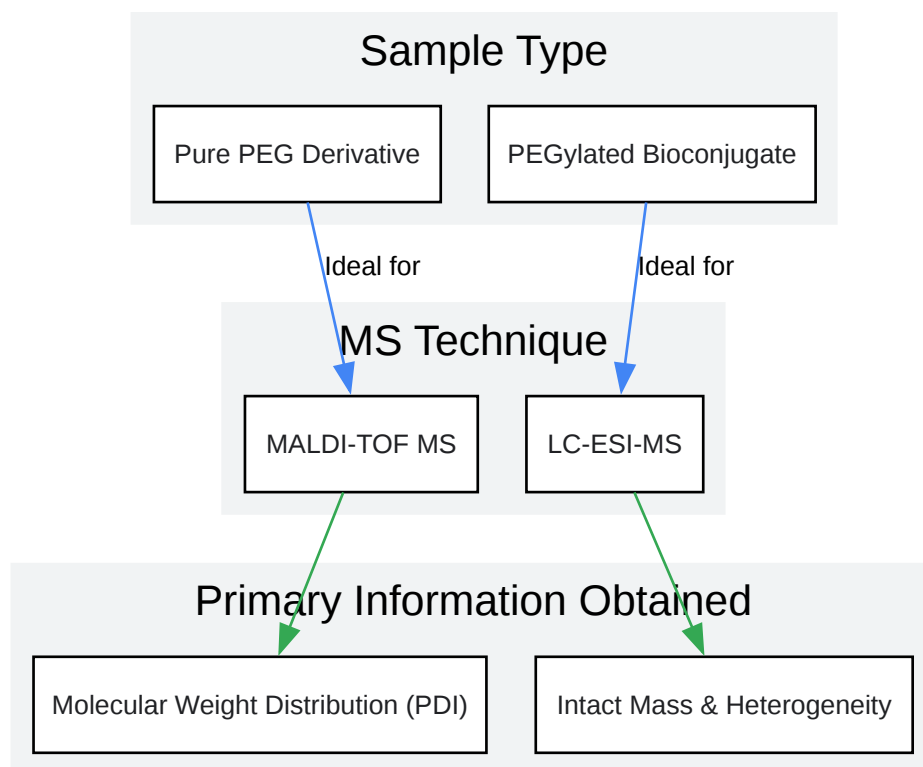 Sample Type
Pure PEG Derivative
PEGylated Bioconjugate
Ideal for
Ideal for
MS Technique
MALDI-TOF MS
LC-ESI-MS
Primary Information Obtained
Molecular Weight Distribution (PDI)
Intact Mass & Heterogeneity